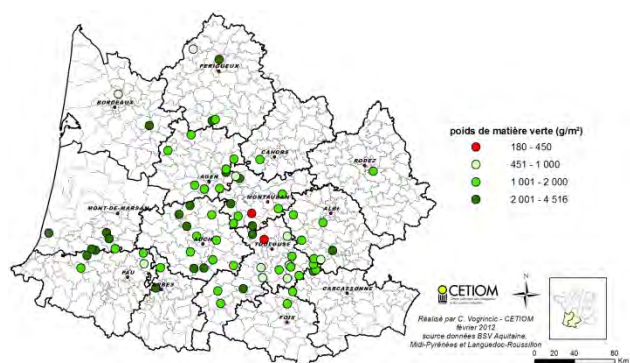 PERIGUEUX
BORDEAUX
CAHORS
RODEZ
AGEN
MONTAUBAN
MONT-DE-MARSAN
ALBI
AUCH
TOULOUSE
PAU
TARBES
CARCASSONNE
FOIX
poids de matière verte (g/m²)
180 - 450
451 - 1 000
1 001 - 2 000
2 001 - 4 516
CETIOM
N
Réalisé par C. Vogrincic - CETIOM
février 2012
source données BSV Aquitaine,
Midi-Pyrénées et Languedoc-Roussillon
0 20 40 80
Km